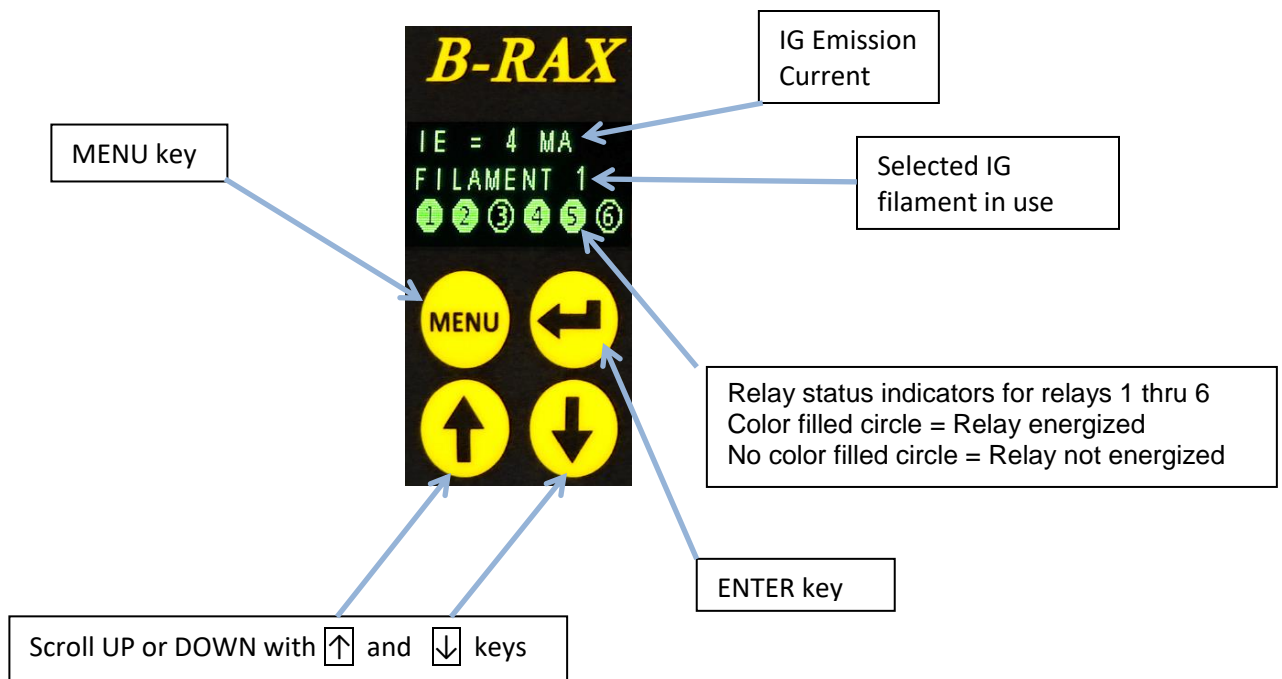 B-RAX
IG Emission
Current
IE = 4 MA
MENU key
FILAMENT 1
Selected IG
filament in use
1 2 3 4 5 6
MENU
Relay status indicators for relays 1 thru 6
Color filled circle = Relay energized
No color filled circle = Relay not energized
ENTER key
Scroll UP or DOWN with ↑ and ↓ keys